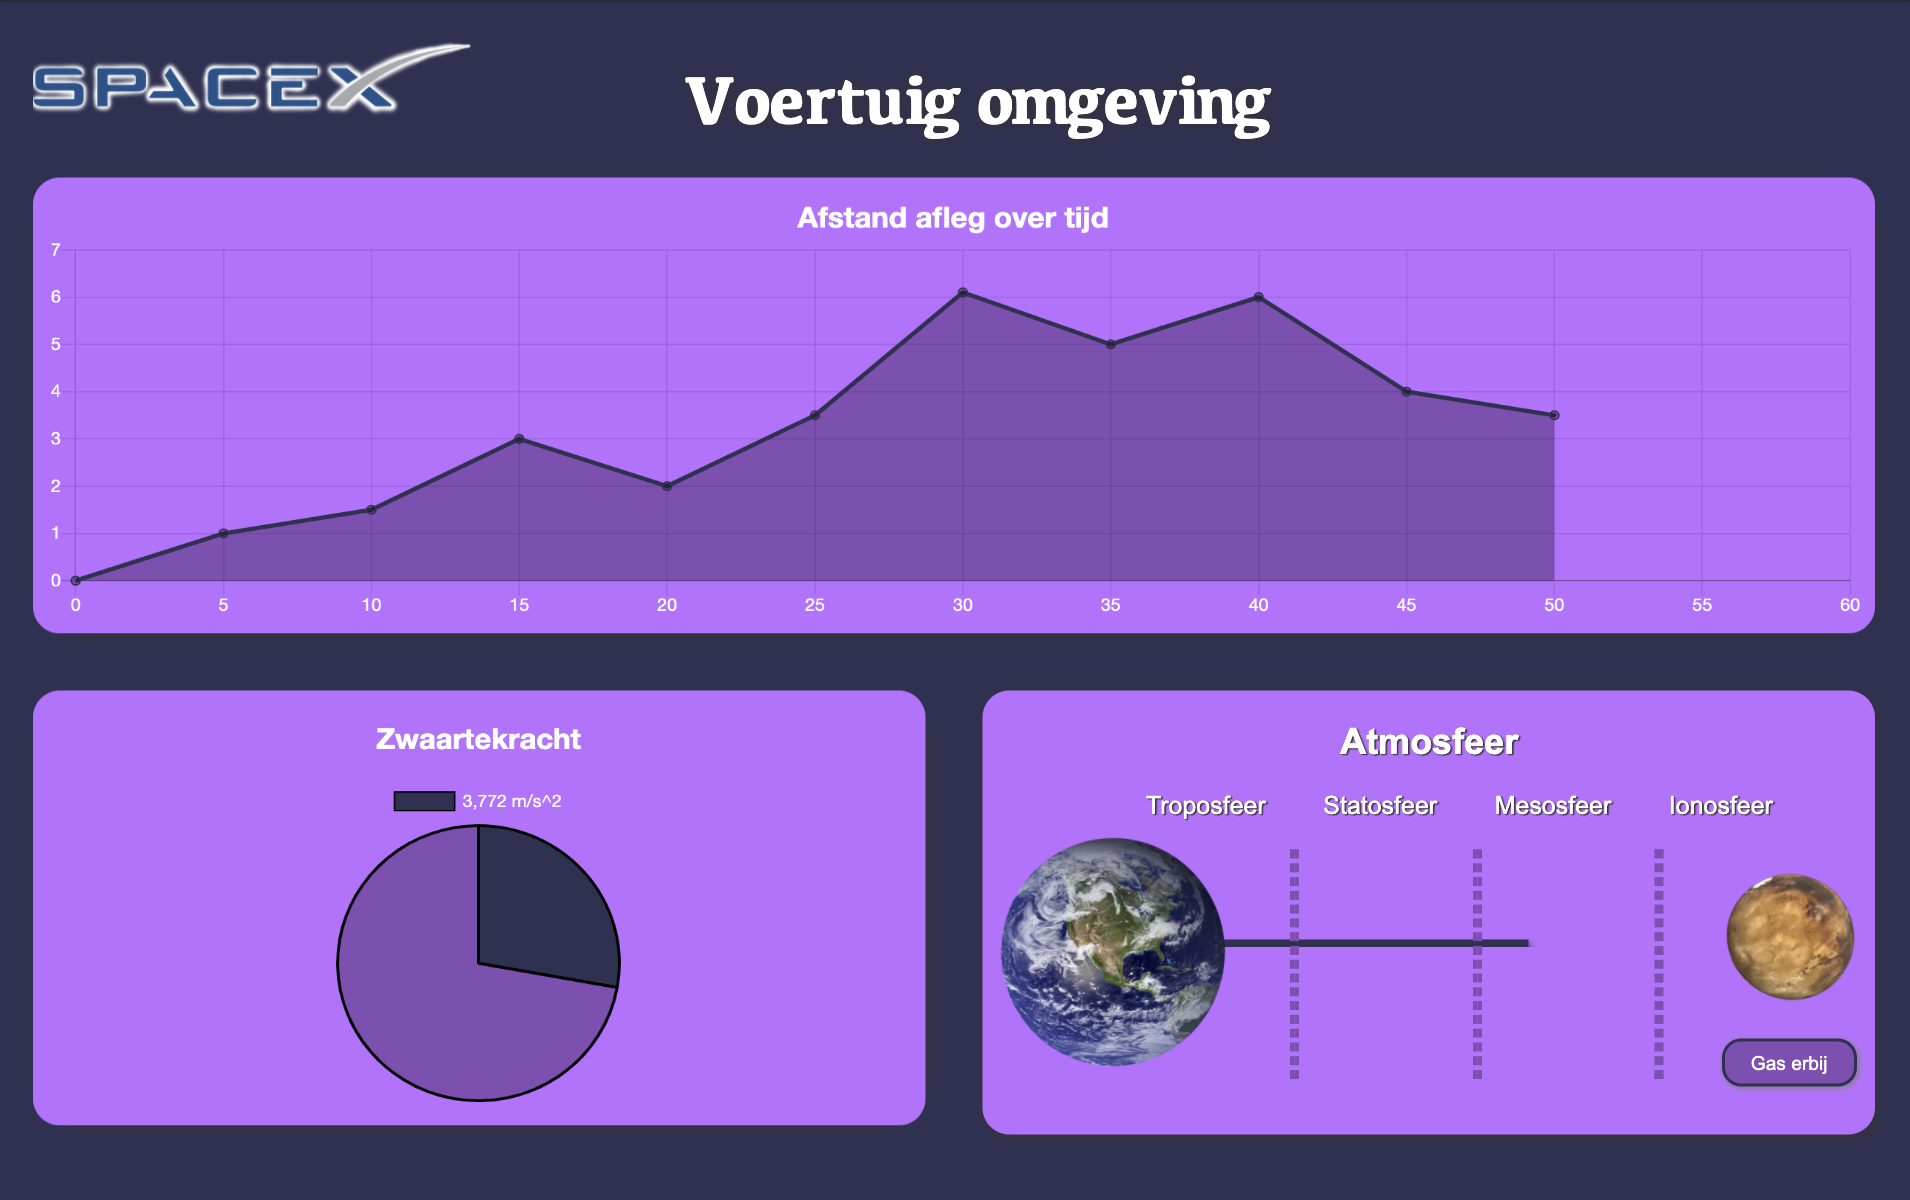 SPACEX
Voertuig omgeving
Afstand afleg over tijd
7
6
5
4
3
2
1
0
0 5 10 15 20 25 30 35 40 45 50 55 60
Zwaartekracht
3,772 m/s^2
Atmosfeer
Troposfeer Statosfeer Mesosfeer Ionosfeer
Gas erbij